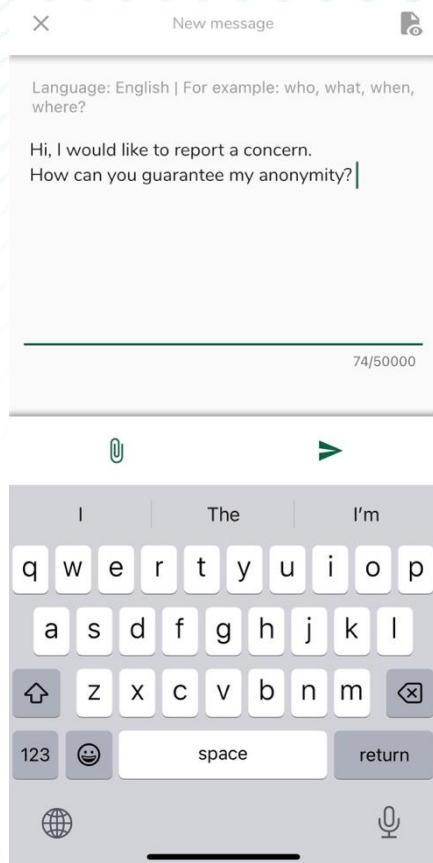 New message
Language: English | For example: who, what, when,
where?
Hi, I would like to report a concern.
How can you guarantee my anonymity?
74/50000
I The I'm
q w e r t y u i o p
a s d f g h j k l
z x c v b n m
123 space return